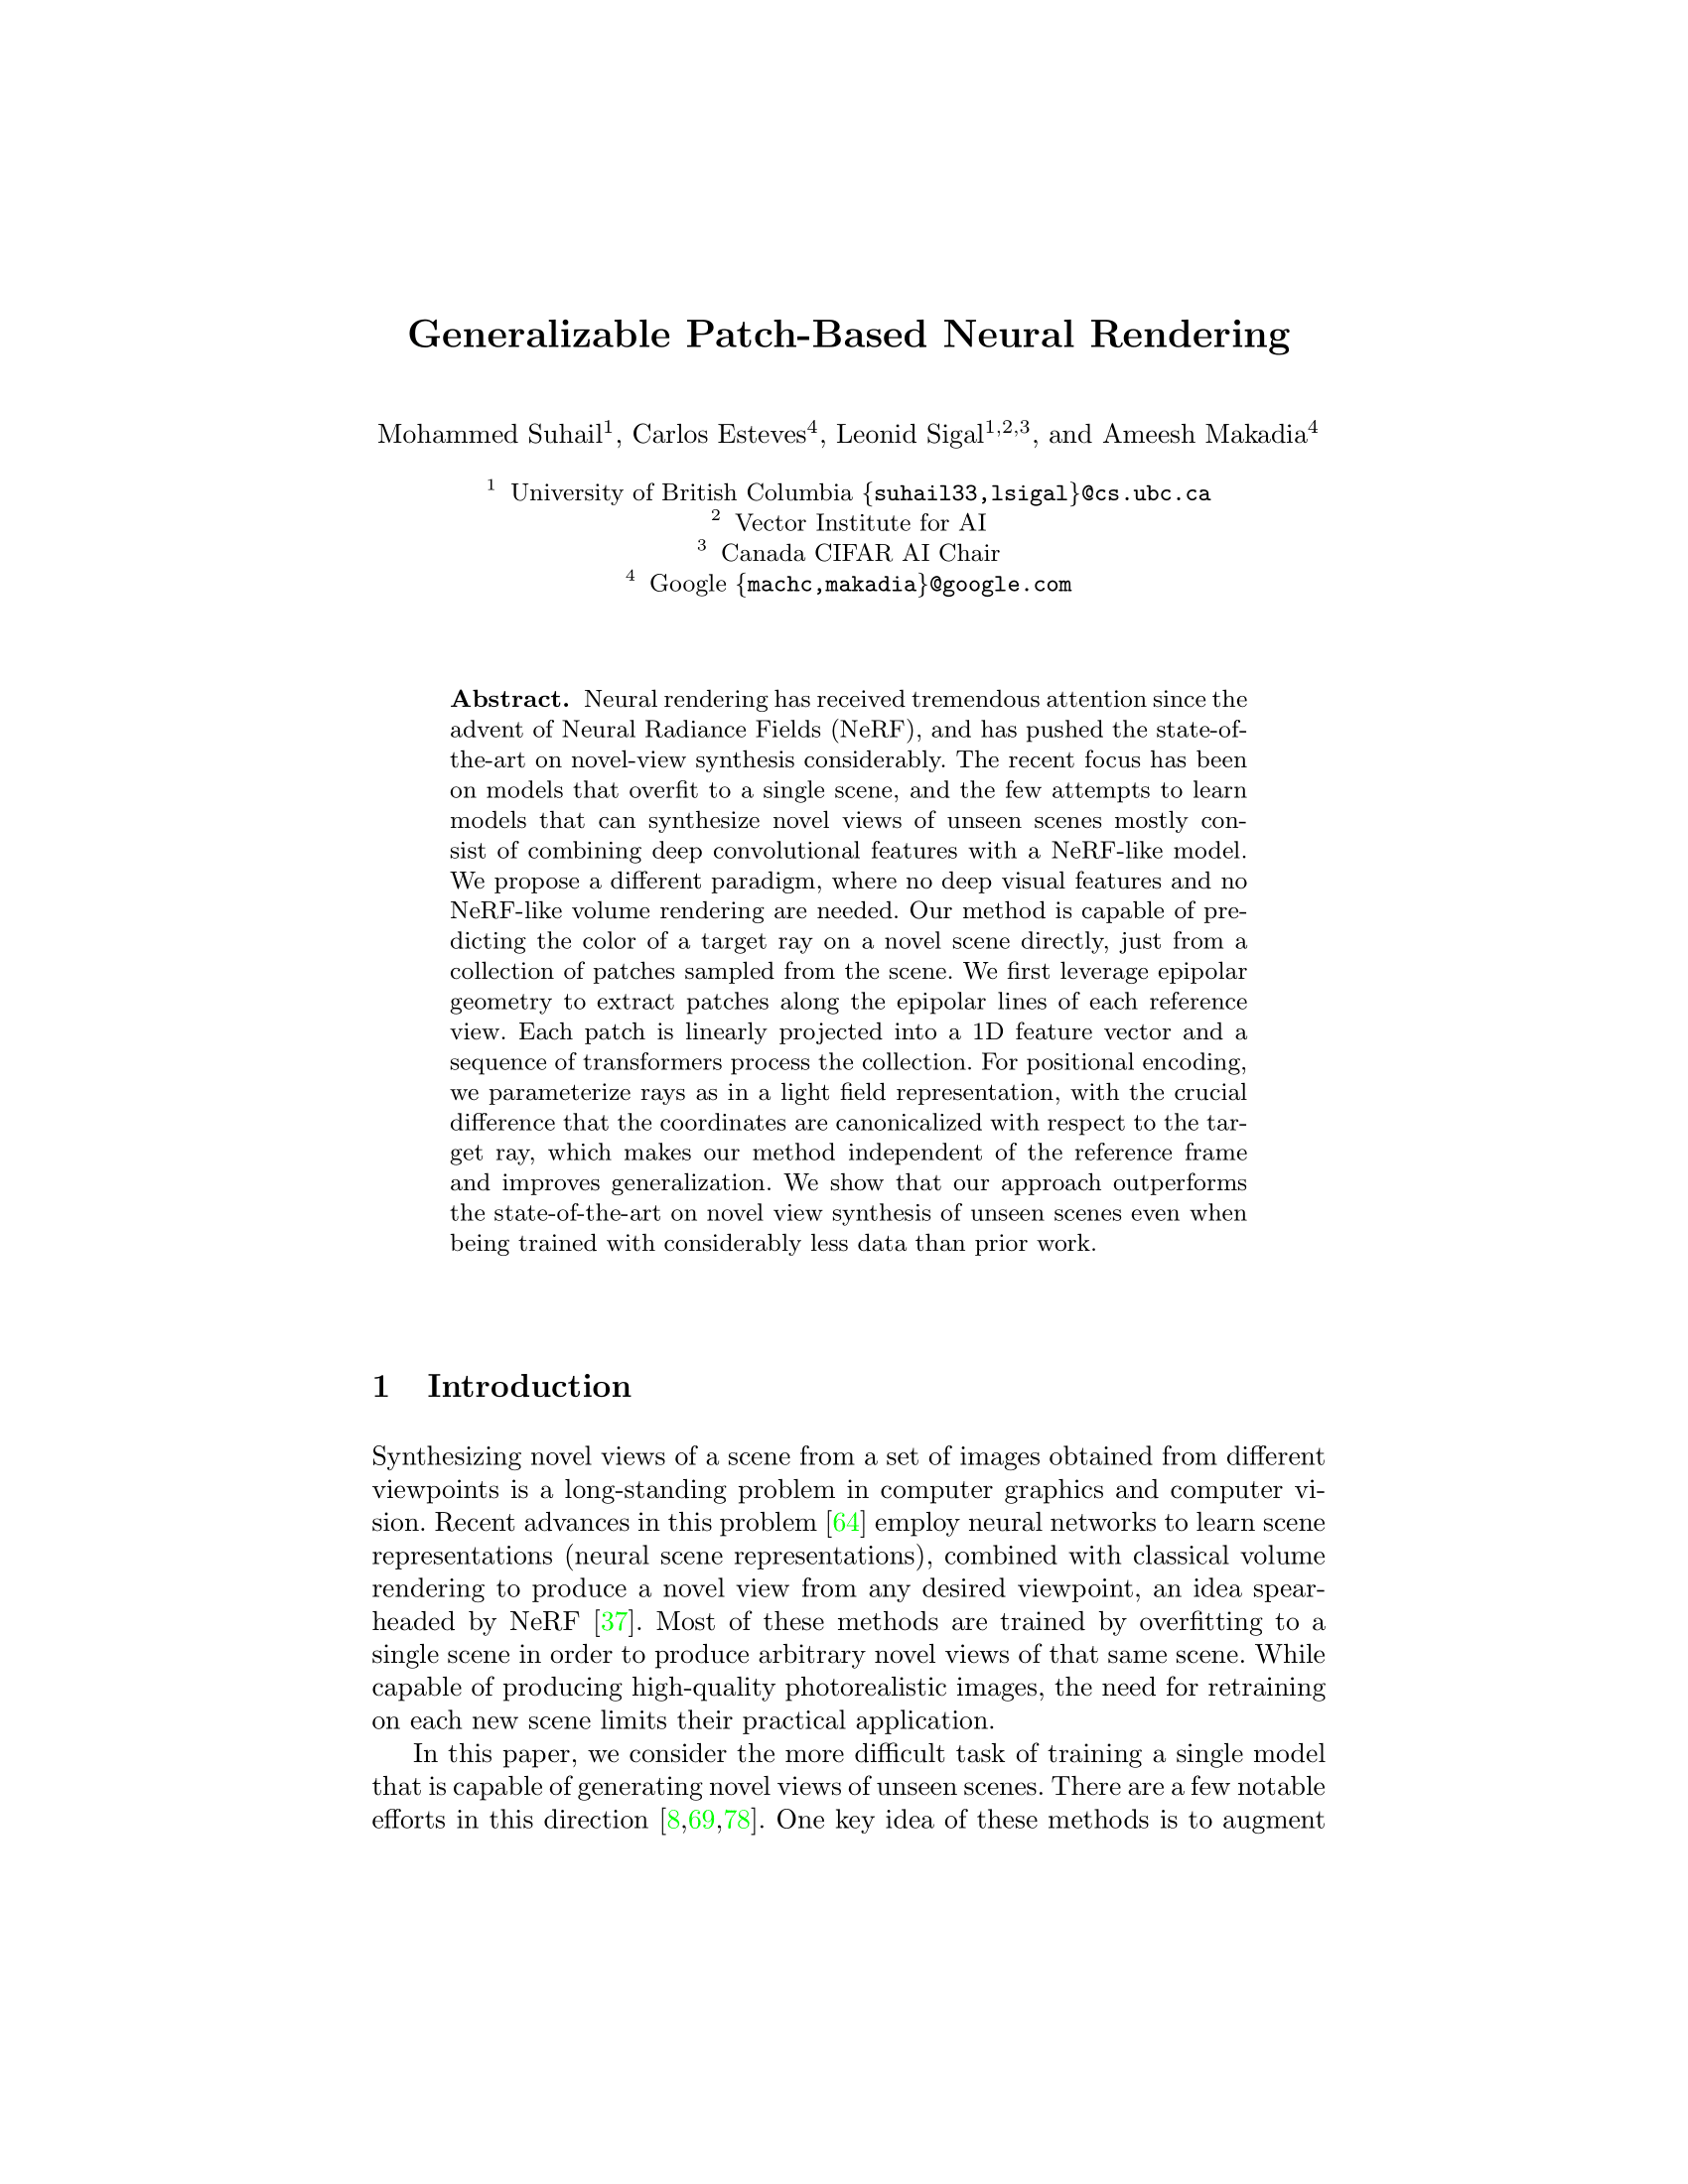 Generalizable Patch-Based Neural Rendering
Mohammed Suhail1, Carlos Esteves4, Leonid Sigal1,2,3, and Ameesh Makadia4
1 University of British Columbia {suhail33,lsigal}@cs.ubc.ca
2 Vector Institute for AI
3 Canada CIFAR AI Chair
4 Google {machc,makadia}@google.com
Abstract. Neural rendering has received tremendous attention since the
advent of Neural Radiance Fields (NeRF), and has pushed the state-of-
the-art on novel-view synthesis considerably. The recent focus has been
on models that overfit to a single scene, and the few attempts to learn
models that can synthesize novel views of unseen scenes mostly con-
sist of combining deep convolutional features with a NeRF-like model.
We propose a different paradigm, where no deep visual features and no
NeRF-like volume rendering are needed. Our method is capable of pre-
dicting the color of a target ray on a novel scene directly, just from a
collection of patches sampled from the scene. We first leverage epipolar
geometry to extract patches along the epipolar lines of each reference
view. Each patch is linearly projected into a 1D feature vector and a
sequence of transformers process the collection. For positional encoding,
we parameterize rays as in a light field representation, with the crucial
difference that the coordinates are canonicalized with respect to the tar-
get ray, which makes our method independent of the reference frame
and improves generalization. We show that our approach outperforms
the state-of-the-art on novel view synthesis of unseen scenes even when
being trained with considerably less data than prior work.
1 Introduction
Synthesizing novel views of a scene from a set of images obtained from different
viewpoints is a long-standing problem in computer graphics and computer vi-
sion. Recent advances in this problem [64] employ neural networks to learn scene
representations (neural scene representations), combined with classical volume
rendering to produce a novel view from any desired viewpoint, an idea spear-
headed by NeRF [37]. Most of these methods are trained by overfitting to a
single scene in order to produce arbitrary novel views of that same scene. While
capable of producing high-quality photorealistic images, the need for retraining
on each new scene limits their practical application.
In this paper, we consider the more difficult task of training a single model
that is capable of generating novel views of unseen scenes. There are a few notable
efforts in this direction [8,69,78]. One key idea of these methods is to augment